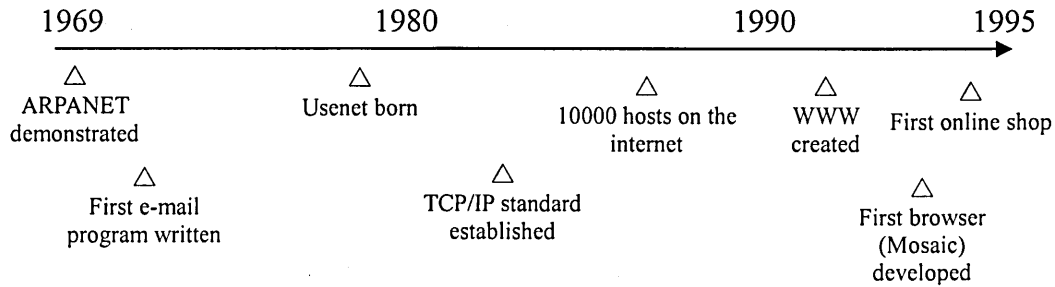 1969 1980 1990 1995
ARPANET
demonstrated
Usenet born
10000 hosts on the
internet
WWW
created
First online shop
First e-mail
program written
TCP/IP standard
established
First browser
(Mosaic)
developed